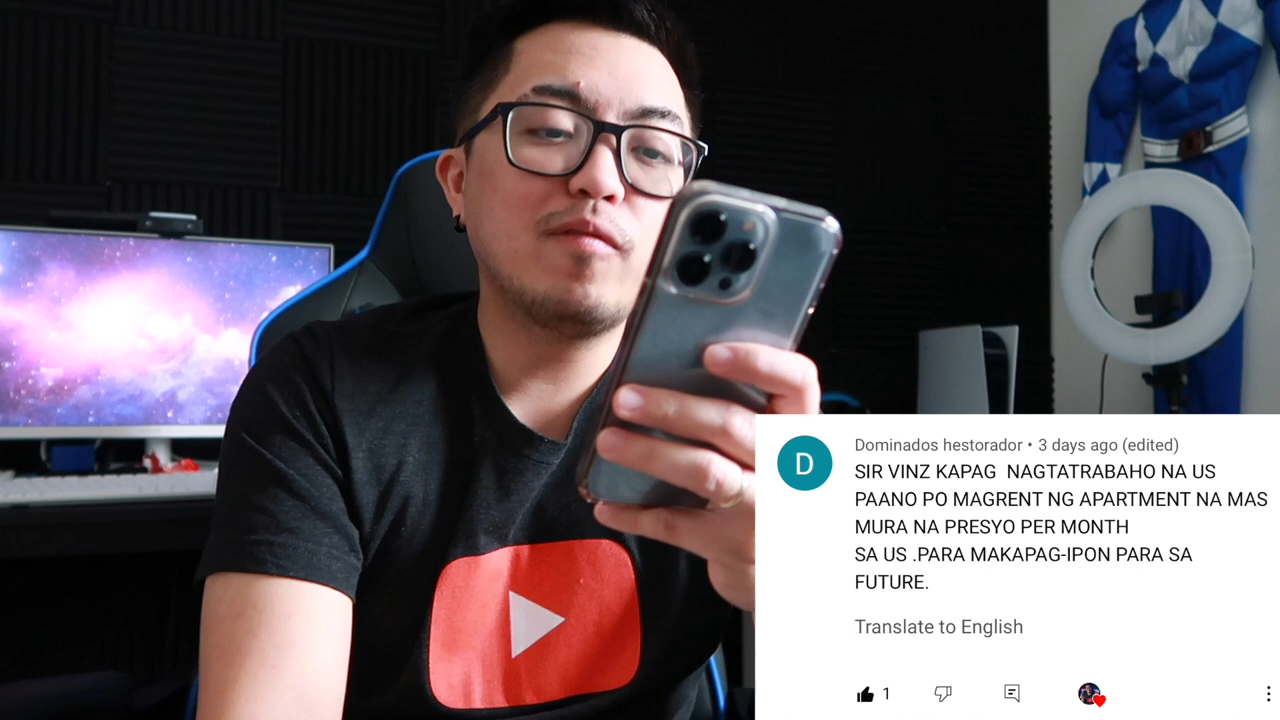 D
Dominados hestorador • 3 days ago (edited)
SIR VINZ KAPAG  NAGTATRABAHO NA US
PAANO PO MAGRENT NG APARTMENT NA MAS
MURA NA PRESYO PER MONTH
SA US .PARA MAKAPAG-IPON PARA SA
FUTURE.
Translate to English
1